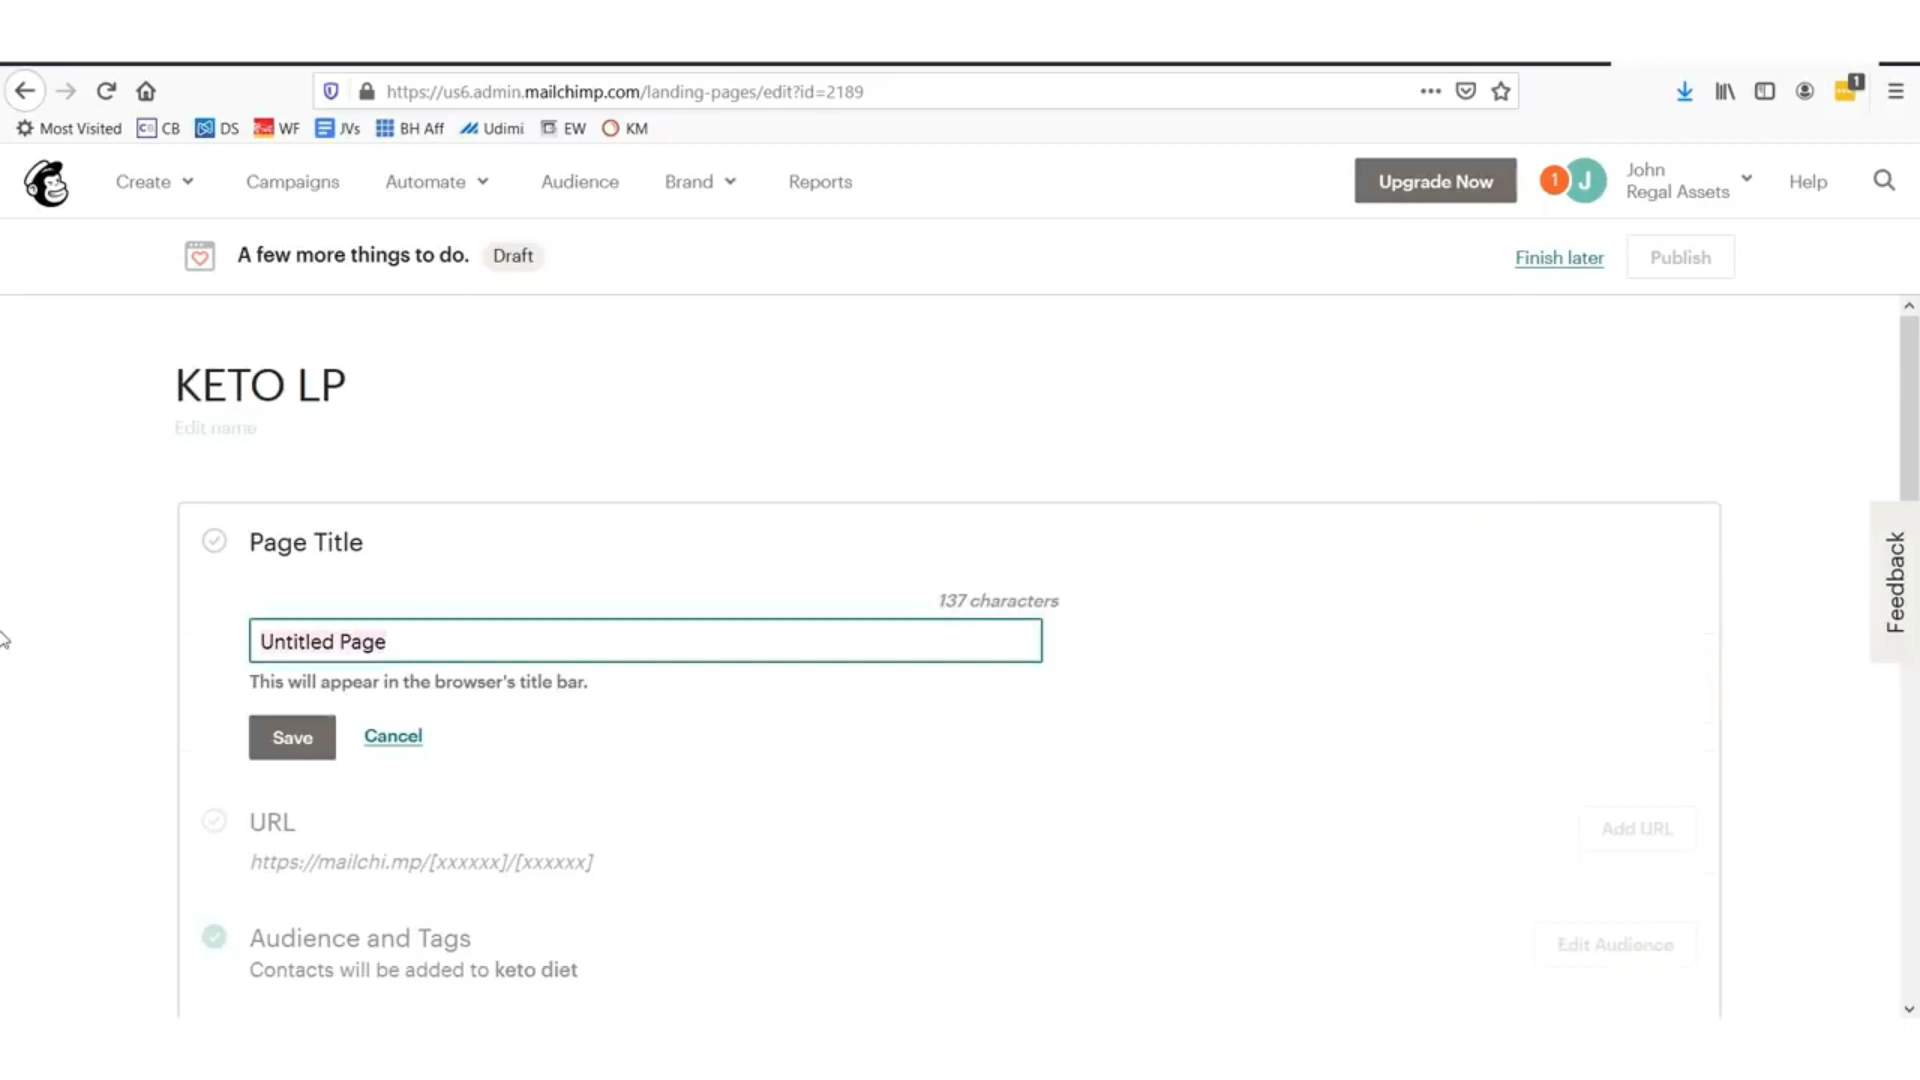 https://us6.admin.mailchimp.com/landing-pages/edit?id=2189
1
Most Visited CB DS WF JVs BH Aff Udimi EW KM
Create Campaigns Automate Audience Brand Reports Upgrade Now 1 J John Regal Assets Help
A few more things to do. Draft Finish later Publish
KETO LP
Edit name
Page Title
137 characters
Untitled Page
This will appear in the browser's title bar.
Save Cancel
Feedback
URL
Add URL
https://mailchi.mp/[xxxxxx]/[xxxxxx]
Audience and Tags
Edit Audience
Contacts will be added to keto diet